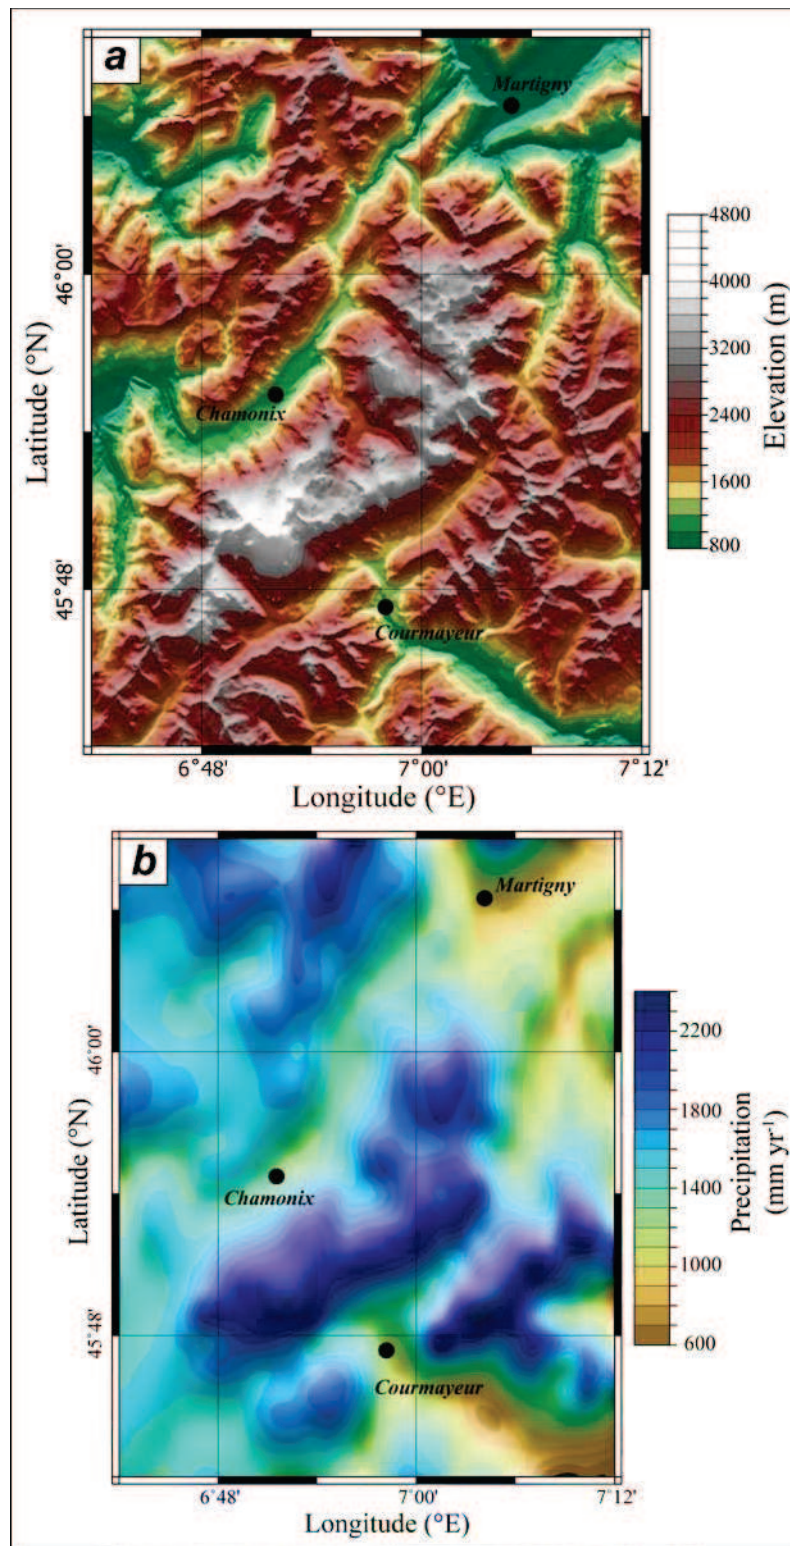 a
Martigny
Chamonix
Courmayeur
46°00'
45°48'
Latitude (°N)
6°48'
7°00'
7°12'
Longitude (°E)
4800
4000
3200
2400
1600
800
Elevation (m)
b
Martigny
Chamonix
Courmayeur
46°00'
45°48'
Latitude (°N)
6°48'
7°00'
7°12'
Longitude (°E)
2200
1800
1400
1000
600
Precipitation
(mm yr⁻¹)